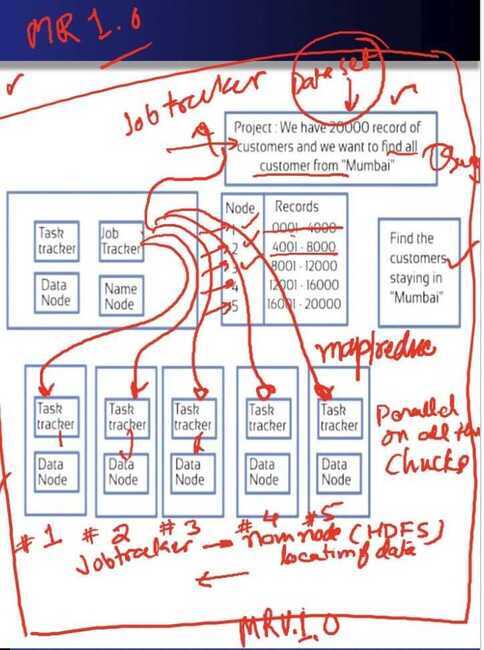 MR 1.0
Job tracker
Data set
Project : We have 20000 record of
customers and we want to find all
customer from "Mumbai"
Task
tracker
Job
Tracker
Data
Node
Name
Node
Node
Records
1
0001 - 4000
2
4001 - 8000
3
8001 - 12000
4
12001 - 16000
5
16001 - 20000
Find the
customers
staying in
"Mumbai"
map/reduce
Task
tracker
Task
tracker
Task
tracker
Task
tracker
Task
tracker
Data
Node
Data
Node
Data
Node
Data
Node
Data
Node
Parallel
on all the
Chucks
# 1 # 2 # 3 # 4 #5
Jobtracker → Namnode (HDFS)
location of data
MRV.1.0